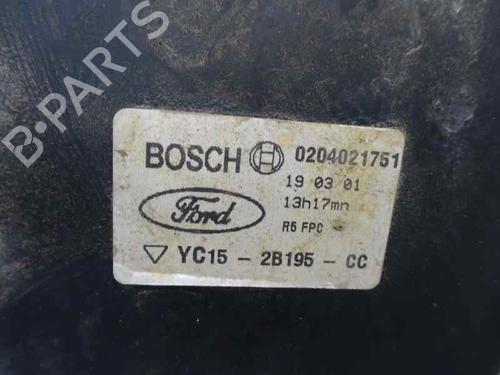 B-PARTS
BOSCH 0204021751
19 03 01
13h17mn
Ford
R5 FPC
YC15 - 2B195 - CC